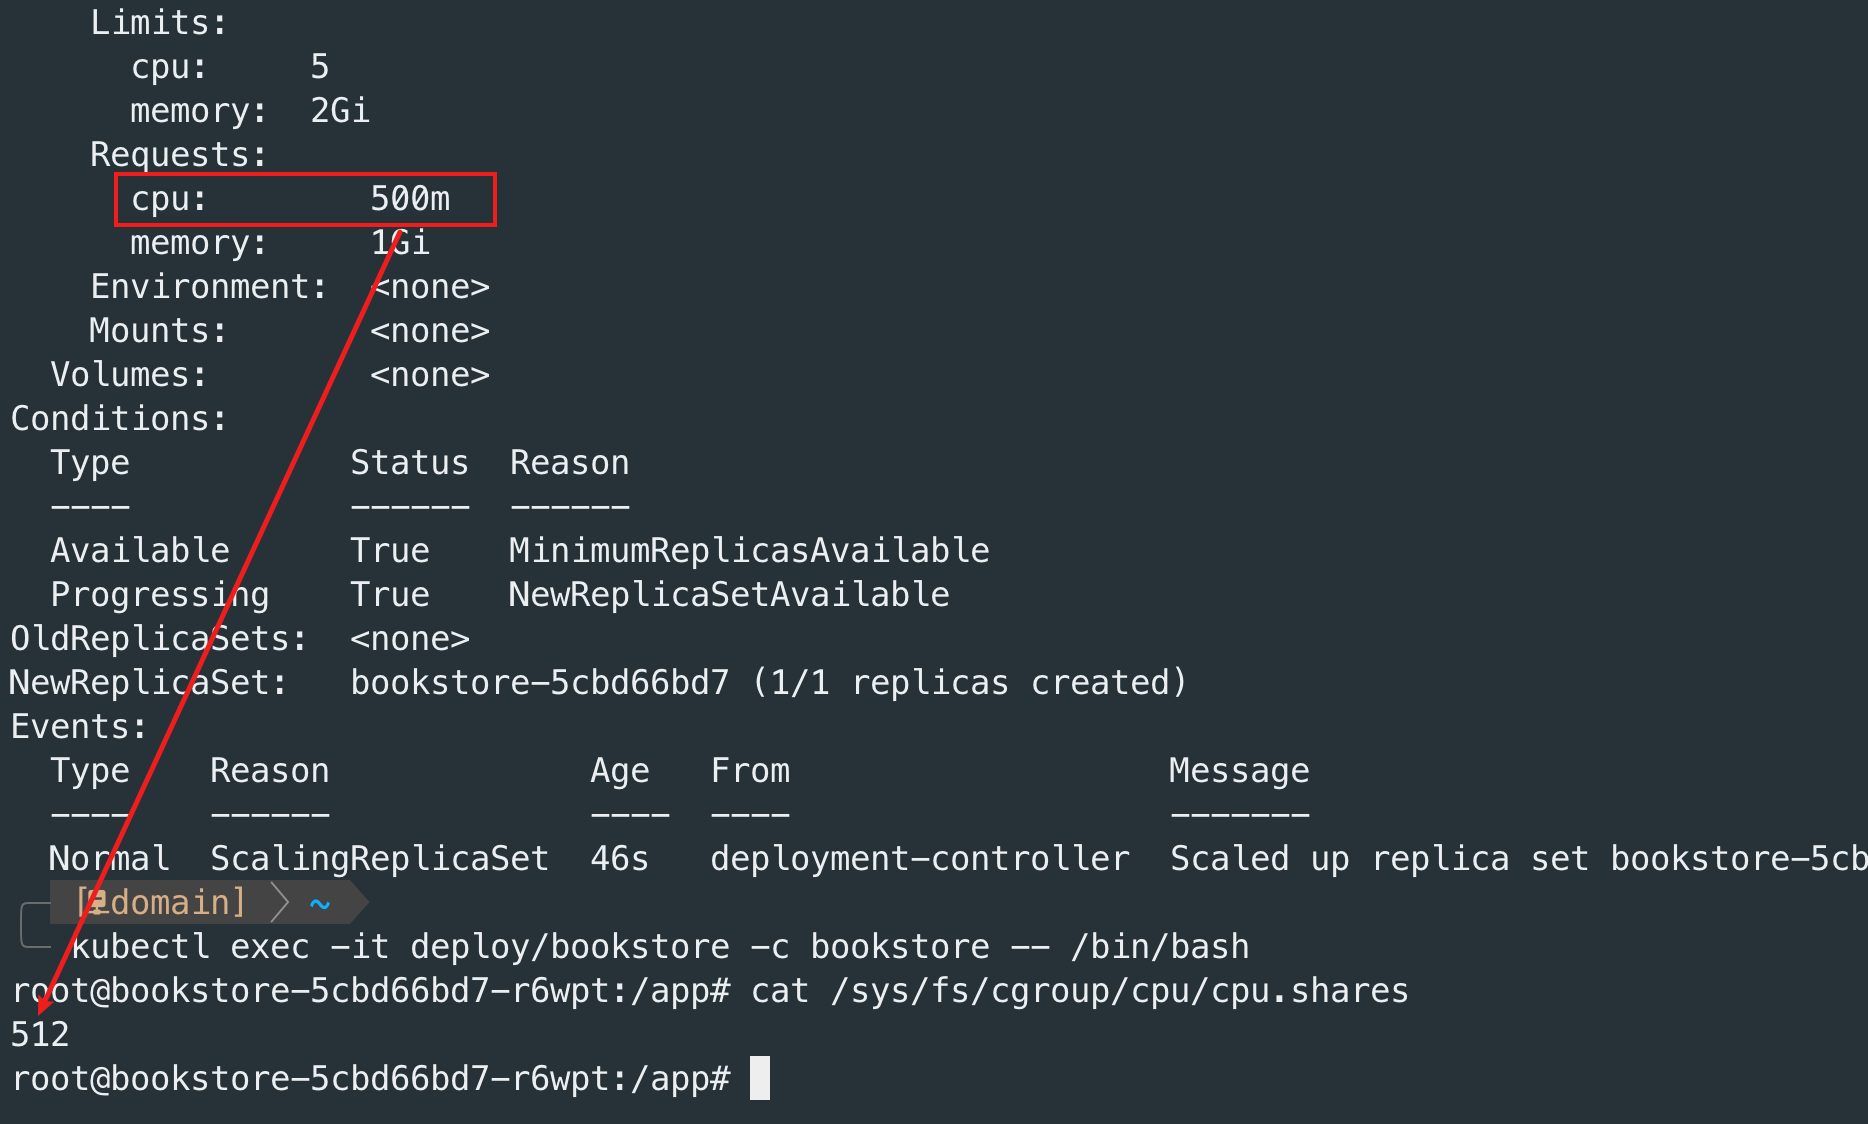 Limits:
cpu: 5
memory: 2Gi
Requests:
cpu: 500m
memory: 1Gi
Environment: <none>
Mounts: <none>
Volumes: <none>
Conditions:
Type Status Reason
---- ------ ------
Available True MinimumReplicasAvailable
Progressing True NewReplicaSetAvailable
OldReplicaSets: <none>
NewReplicaSet: bookstore-5cbd66bd7 (1/1 replicas created)
Events:
Type Reason Age From Message
---- ------ ---- ---- -------
Normal ScalingReplicaSet 46s deployment-controller Scaled up replica set bookstore-5cb
[domain] ~
kubectl exec -it deploy/bookstore -c bookstore -- /bin/bash
root@bookstore-5cbd66bd7-r6wpt:/app# cat /sys/fs/cgroup/cpu/cpu.shares
512
root@bookstore-5cbd66bd7-r6wpt:/app#